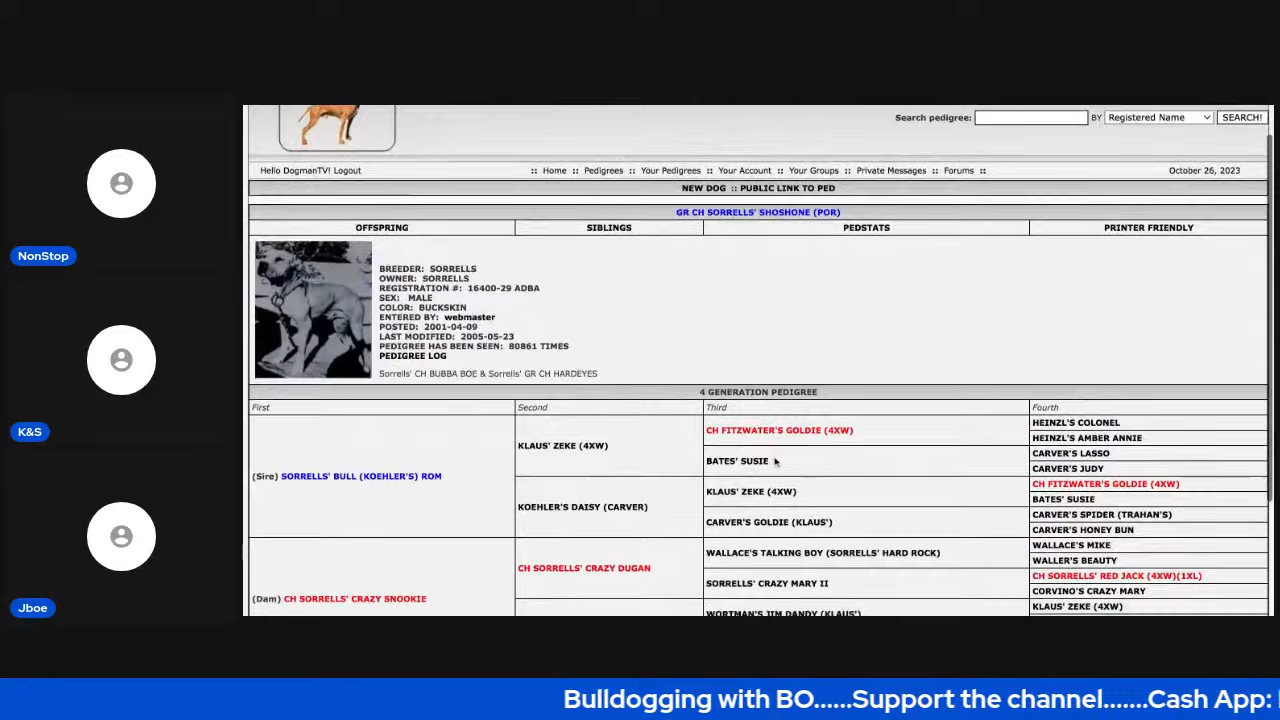 Search pedigree: BY Registered Name SEARCH!
Hello DogmanTV! Logout :: Home :: Pedigrees :: Your Pedigrees :: Your Account :: Your Groups :: Private Messages :: Forums :: October 26, 2023
NEW DOG :: PUBLIC LINK TO PED
GR CH SORRELLS' SHOSHONE (POR)
OFFSPRING SIBLINGS PEDSTATS PRINTER FRIENDLY
BREEDER: SORRELLS
OWNER: SORRELLS
REGISTRATION #: 16400-29 ADBA
SEX: MALE
COLOR: BUCKSKIN
ENTERED BY: webmaster
POSTED: 2001-04-09
LAST MODIFIED: 2005-05-23
PEDIGREE HAS BEEN SEEN: 80861 TIMES
PEDIGREE LOG
Sorrells' CH BUBBA BOE & Sorrells' GR CH HARDEYES
4 GENERATION PEDIGREE
First Second Third Fourth
(Sire) SORRELLS' BULL (KOEHLER'S) ROM
KLAUS' ZEKE (4XW)
CH FITZWATER'S GOLDIE (4XW)
HEINZL'S COLONEL
HEINZL'S AMBER ANNIE
BATES' SUSIE
CARVER'S LASSO
CARVER'S JUDY
KOEHLER'S DAISY (CARVER)
KLAUS' ZEKE (4XW)
CH FITZWATER'S GOLDIE (4XW)
BATES' SUSIE
CARVER'S GOLDIE (KLAUS')
CARVER'S SPIDER (TRAHAN'S)
CARVER'S HONEY BUN
(Dam) CH SORRELLS' CRAZY SNOOKIE
CH SORRELLS' CRAZY DUGAN
WALLACE'S TALKING BOY (SORRELLS' HARD ROCK)
WALLACE'S MIKE
WALLER'S BEAUTY
SORRELLS' CRAZY MARY II
CH SORRELLS' RED JACK (4XW)(1XL)
CORVINO'S CRAZY MARY
WORTMAN'S JIM DANDY (KLAUS')
KLAUS' ZEKE (4XW)
NonStop
K&S
Jboe
Bulldogging with BO......Support the channel.......Cash App: